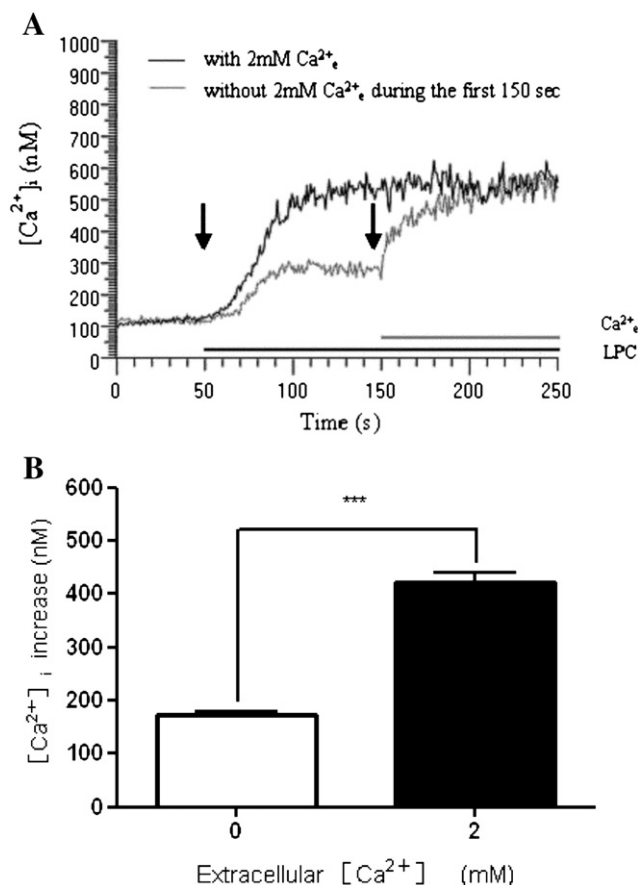 A
1000
900
800
700
600
500
400
300
200
100
0
[Ca²⁺]ᵢ (nM)
with 2mM Ca²⁺ₑ
without 2mM Ca²⁺ₑ during the first 150 sec
Ca²⁺ₑ
LPC
0 50 100 150 200 250
Time (s)
B
600
500
400
300
200
100
0
[Ca²⁺] ᵢ increase (nM)
***
0 2
Extracellular [Ca²⁺] (mM)